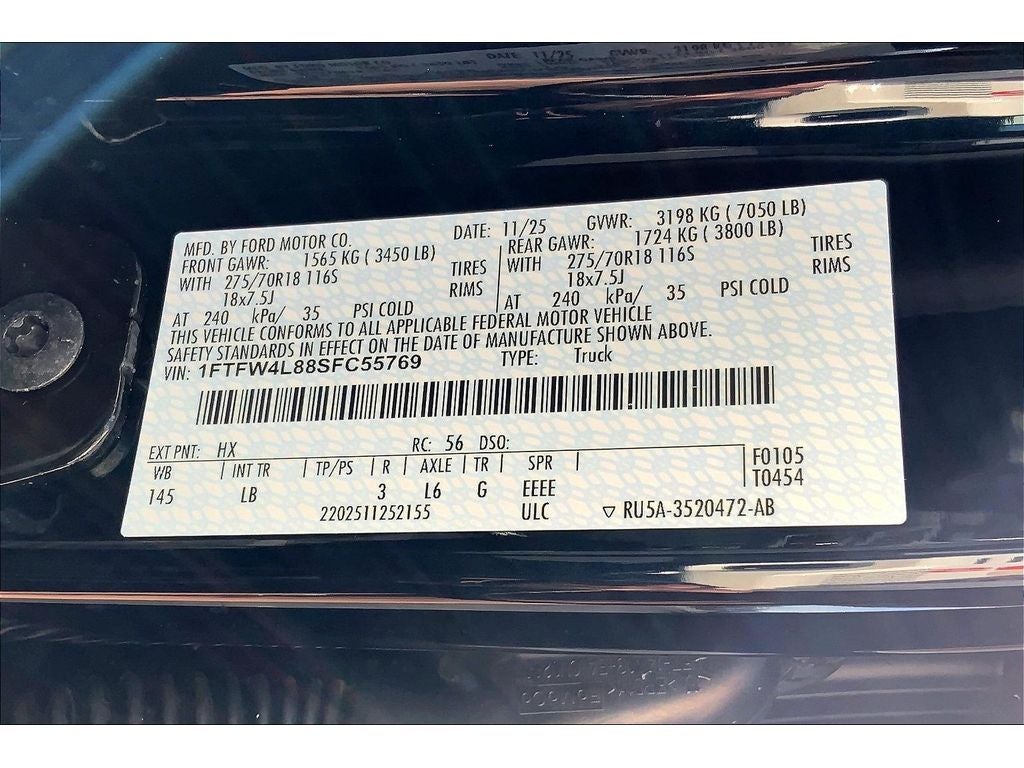 MFD. BY FORD MOTOR CO. DATE: 11/25 GVWR: 3198 KG ( 7050 LB)
FRONT GAWR: 1565 KG ( 3450 LB) REAR GAWR: 1724 KG ( 3800 LB)
WITH 275/70R18 116S TIRES WITH 275/70R18 116S TIRES
18x7.5J RIMS 18x7.5J RIMS
AT 240 kPa/ 35 PSI COLD AT 240 kPa/ 35 PSI COLD
THIS VEHICLE CONFORMS TO ALL APPLICABLE FEDERAL MOTOR VEHICLE
SAFETY STANDARDS IN EFFECT ON THE DATE OF MANUFACTURE SHOWN ABOVE.
VIN: 1FTFW4L88SFC55769 TYPE: Truck
EXT PNT: HX RC: 56 DSO:
WB | INT TR | TP/PS | R | AXLE | TR | SPR | F0105
145 LB 3 L6 G EEEE T0454
2202511252155 ULC ▽ RU5A-3520472-AB